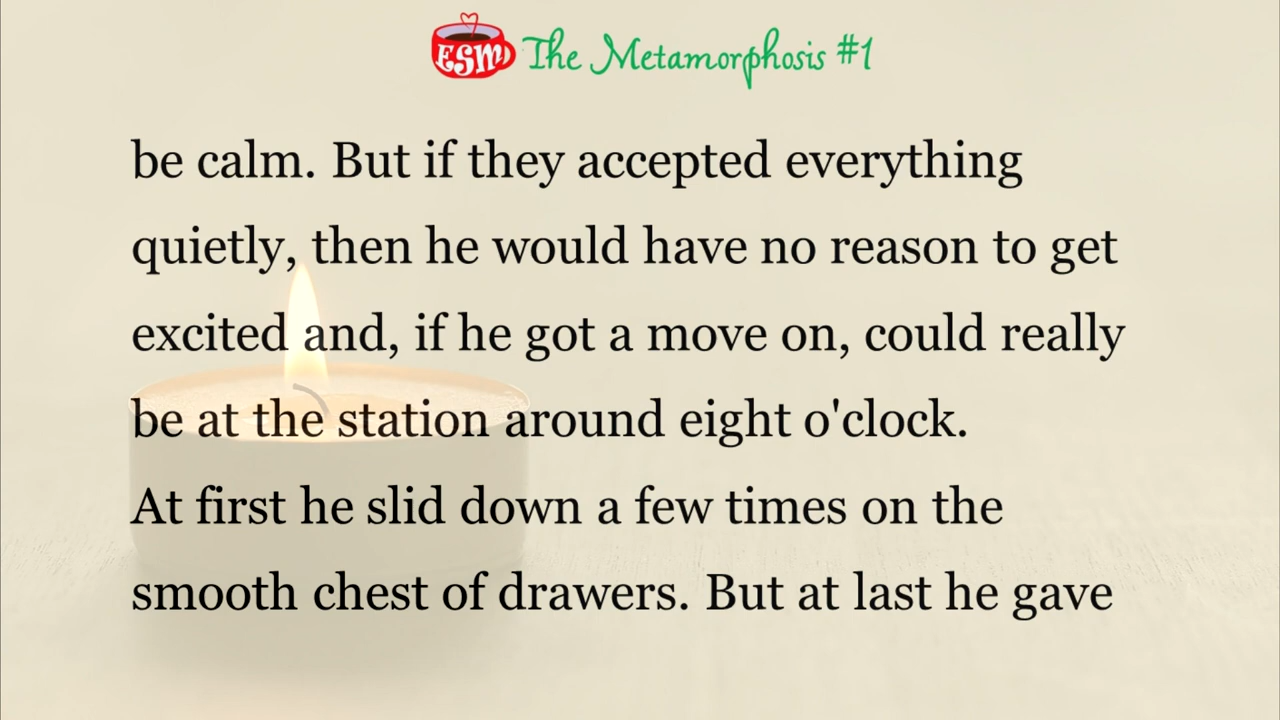 ESM The Metamorphosis #1
be calm. But if they accepted everything
quietly, then he would have no reason to get
excited and, if he got a move on, could really
be at the station around eight o'clock.
At first he slid down a few times on the
smooth chest of drawers. But at last he gave